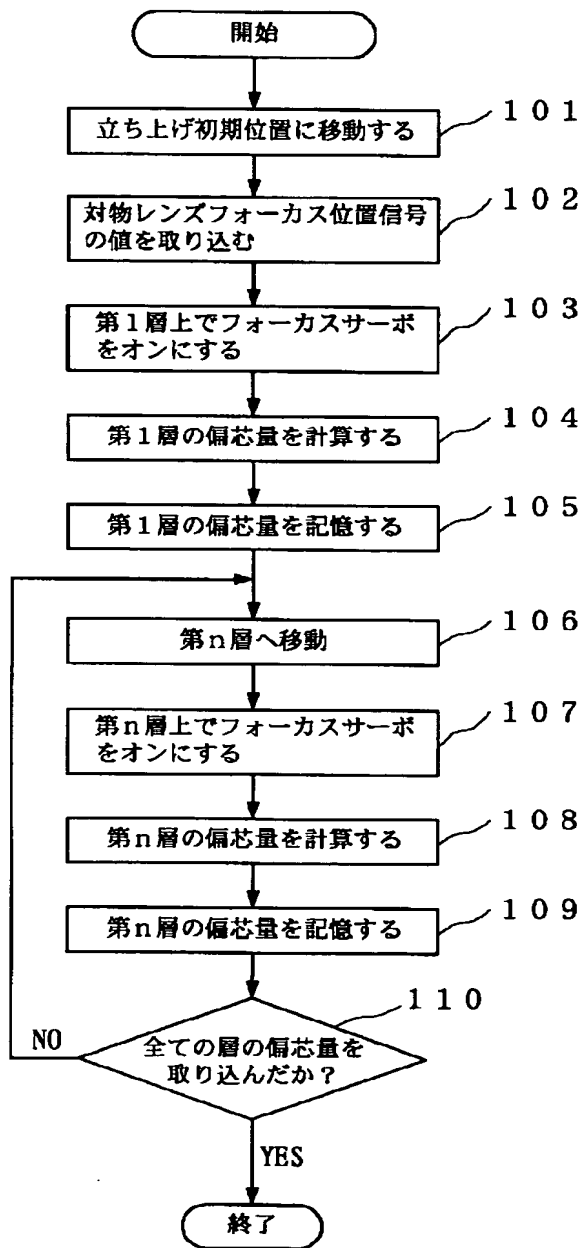 開始
立ち上げ初期位置に移動する
１０１
対物レンズフォーカス位置信号
の値を取り込む
１０２
第１層上でフォーカスサーボ
をオンにする
１０３
第１層の偏芯量を計算する
１０４
第１層の偏芯量を記憶する
１０５
第ｎ層へ移動
１０６
第ｎ層上でフォーカスサーボ
をオンにする
１０７
第ｎ層の偏芯量を計算する
１０８
第ｎ層の偏芯量を記憶する
１０９
全ての層の偏芯量を
取り込んだか？
１１０
NO
YES
終了